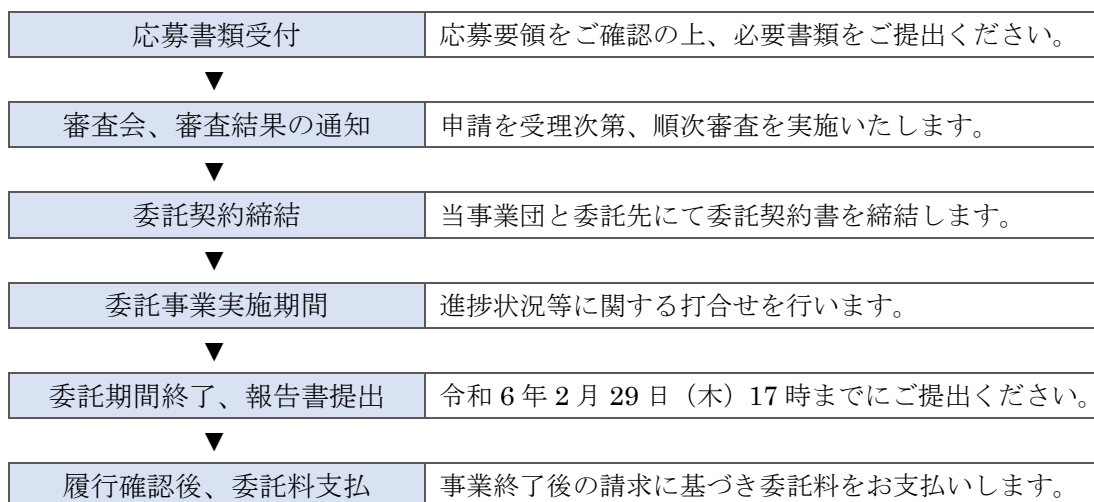 応募書類受付 応募要領をご確認の上、必要書類をご提出ください。
▼
審査会、審査結果の通知 申請を受理次第、順次審査を実施いたします。
▼
委託契約締結 当事業団と委託先にて委託契約書を締結します。
▼
委託事業実施期間 進捗状況等に関する打合せを行います。
▼
委託期間終了、報告書提出 令和 6 年 2 月 29 日（木）17 時までにご提出ください。
▼
履行確認後、委託料支払 事業終了後の請求に基づき委託料をお支払いします。